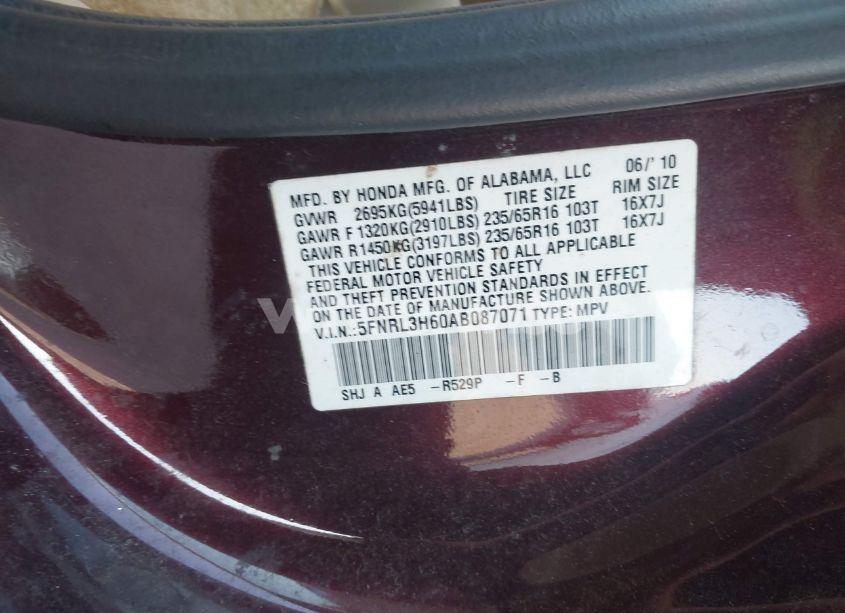 MFD. BY HONDA MFG. OF ALABAMA, LLC 06/' 10
GVWR 2695KG(5941LBS) TIRE SIZE RIM SIZE
GAWR F 1320KG(2910LBS) 235/65R16 103T 16X7J
GAWR R1450KG(3197LBS) 235/65R16 103T 16X7J
THIS VEHICLE CONFORMS TO ALL APPLICABLE
FEDERAL MOTOR VEHICLE SAFETY
AND THEFT PREVENTION STANDARDS IN EFFECT
ON THE DATE OF MANUFACTURE SHOWN ABOVE.
V.I.N.:5FNRL3H60AB087071 TYPE: MPV
SHJ A AE5 -R529P -F -B